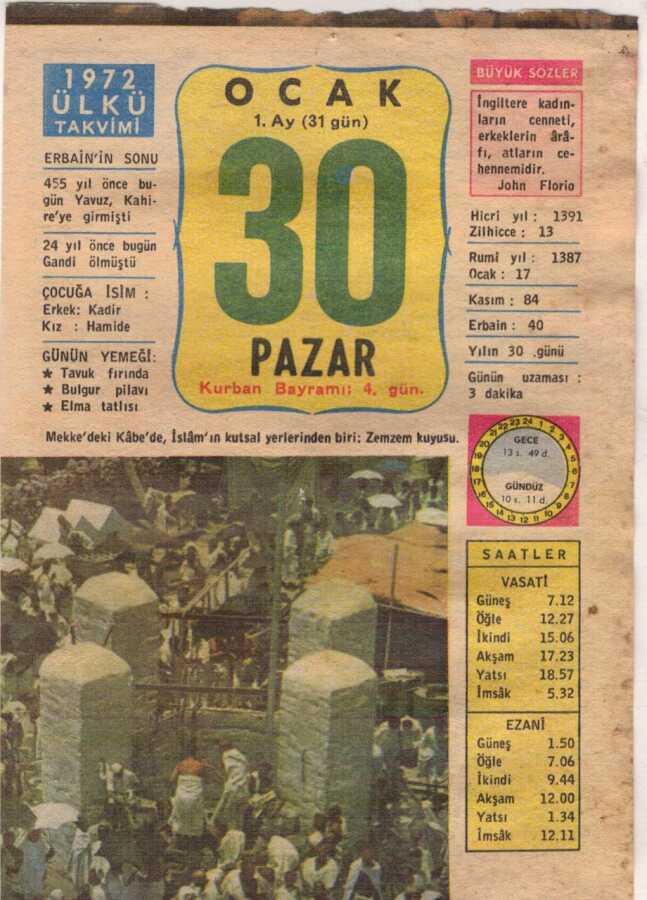 1972
ÜLKÜ
TAKVİMİ
ERBAİN'İN SONU
455 yıl önce bu-
gün Yavuz, Kahi-
re'ye girmişti
24 yıl önce bugün
Gandi ölmüştü
ÇOCUĞA İSİM :
Erkek: Kadir
Kız : Hamide
GÜNÜN YEMEĞİ:
★ Tavuk fırında
★ Bulgur pilavı
★ Elma tatlısı
OCAK
1. Ay (31 gün)
30
PAZAR
Kurban Bayramı: 4. gün.
BÜYÜK SÖZLER
İngiltere kadın-
ların cenneti,
erkeklerin ârâ-
fı, atların ce-
hennemidir.
John Florio
Hicrî yıl : 1391
Zilhicce : 13
Rumî yıl : 1387
Ocak : 17
Kasım : 84
Erbain : 40
Yılın 30 .günü
Günün uzaması :
3 dakika
Mekke'deki Kâbe'de, İslâm'ın kutsal yerlerinden biri: Zemzem kuyusu.
GECE
13 s. 49 d.
GÜNDÜZ
10 s. 11 d.
SAATLER
VASATİ
Güneş 7.12
Öğle 12.27
İkindi 15.06
Akşam 17.23
Yatsı 18.57
İmsâk 5.32
EZANÎ
Güneş 1.50
Öğle 7.06
İkindi 9.44
Akşam 12.00
Yatsı 1.34
İmsâk 12.11